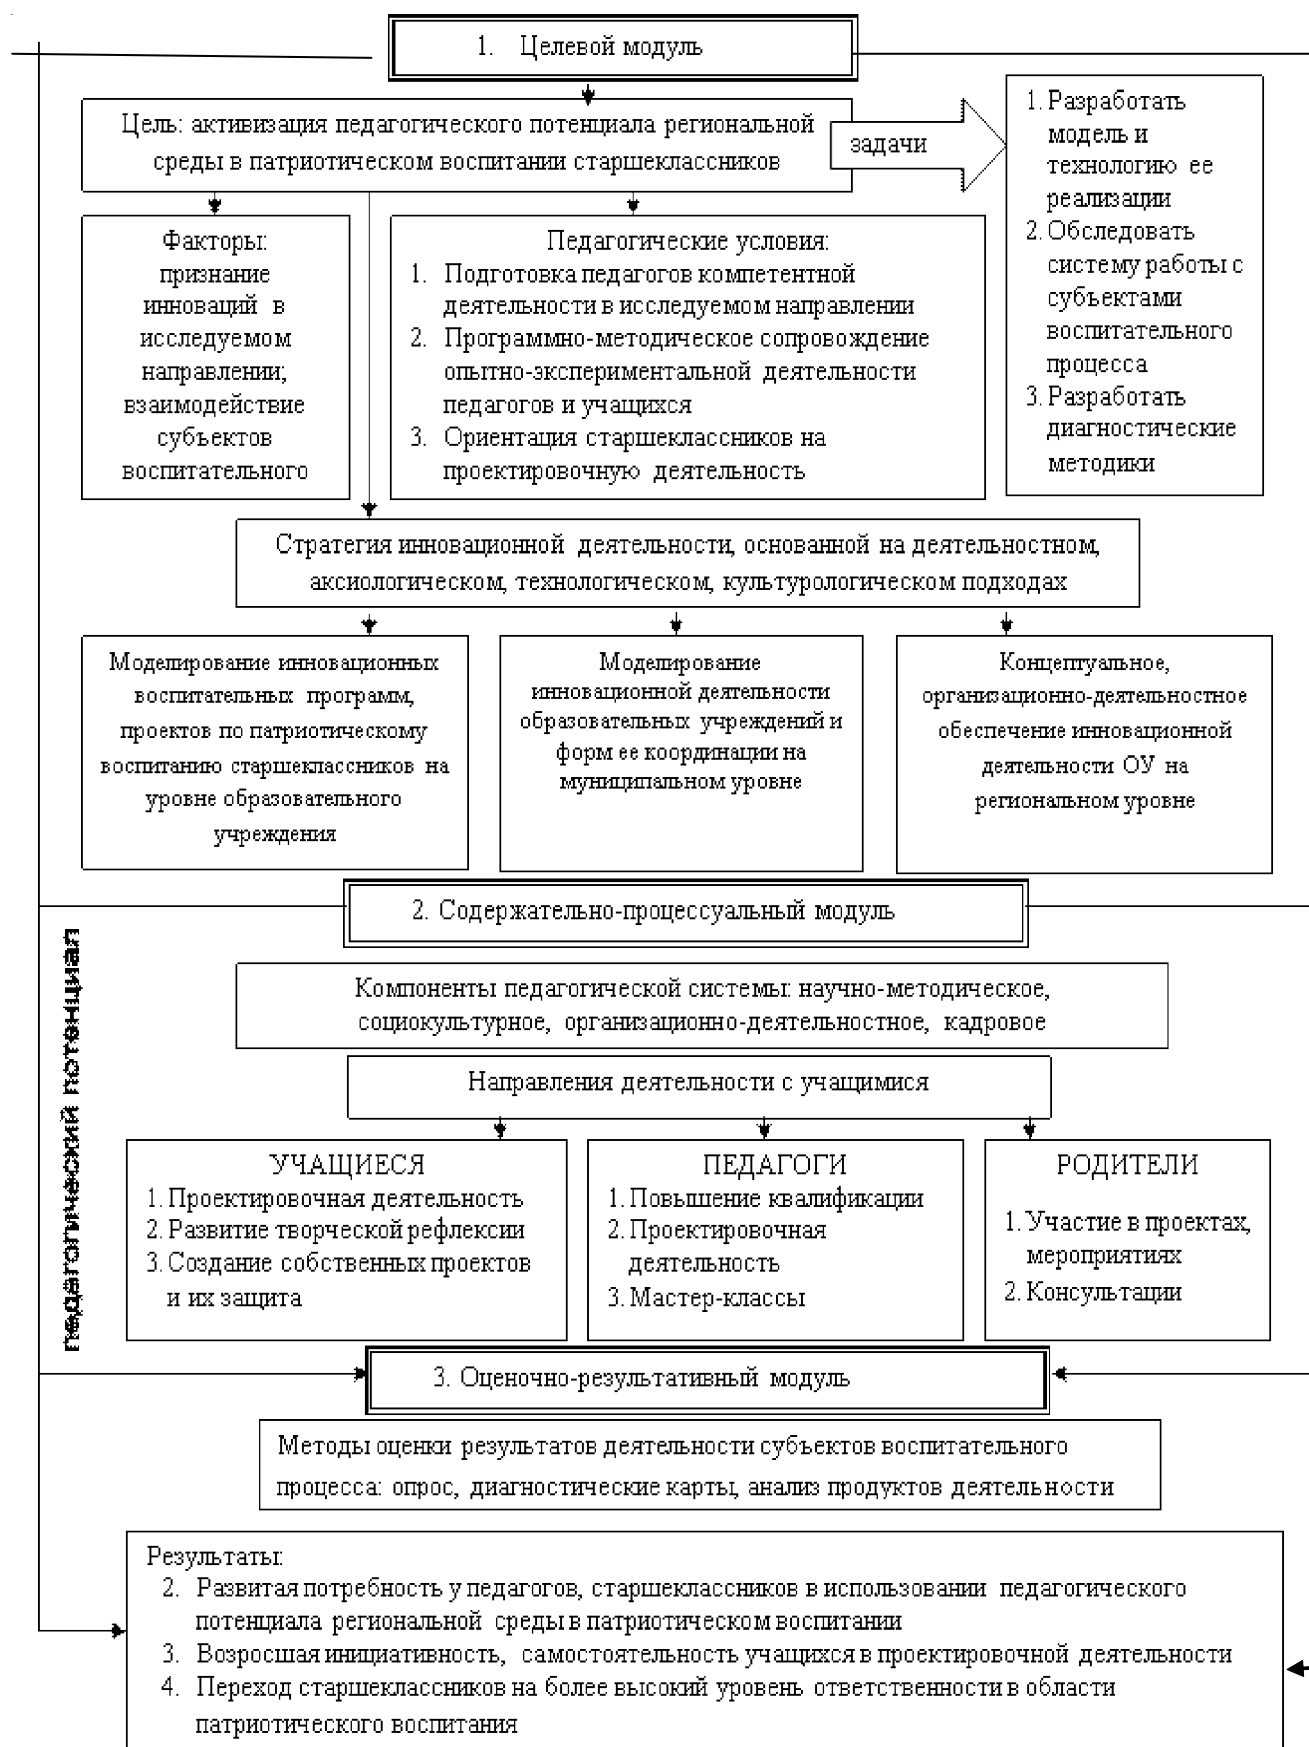 1. Целевой модуль
Цель: активизация педагогического потенциала региональной
среды в патриотическом воспитании старшеклассников
задачи
1. Разработать
модель и
технологию ее
реализации
2. Обследовать
систему работы с
субъектами
воспитательного
процесса
3. Разработать
диагностические
методики
Факторы:
признание
инноваций в
исследуемом
направлении;
взаимодействие
субъектов
воспитательного
Педагогические условия:
1. Подготовка педагогов компетентной
деятельности в исследуемом направлении
2. Программно-методическое сопровождение
опытно-экспериментальной деятельности
педагогов и учащихся
3. Ориентация старшеклассников на
проектировочную деятельность
Стратегия инновационной деятельности, основанной на деятельностном,
аксиологическом, технологическом, культурологическом подходах
Моделирование инновационных
воспитательных программ,
проектов по патриотическому
воспитанию старшеклассников на
уровне образовательного
учреждения
Моделирование
инновационной деятельности
образовательных учреждений и
форм ее координации на
муниципальном уровне
Концептуальное,
организационно-деятельностное
обеспечение инновационной
деятельности ОУ на
региональном уровне
2. Содержательно-процессуальный модуль
педагогический потенциал
Компоненты педагогической системы: научно-методическое,
социокультурное, организационно-деятельностное, кадровое
Направления деятельности с учащимися
УЧАЩИЕСЯ
1. Проектировочная деятельность
2. Развитие творческой рефлексии
3. Создание собственных проектов
и их защита
ПЕДАГОГИ
1. Повышение квалификации
2. Проектировочная
деятельность
3. Мастер-классы
РОДИТЕЛИ
1. Участие в проектах,
мероприятиях
2. Консультации
3. Оценочно-результативный модуль
Методы оценки результатов деятельности субъектов воспитательного
процесса: опрос, диагностические карты, анализ продуктов деятельности
Результаты:
2. Развитая потребность у педагогов, старшеклассников в использовании педагогического
потенциала региональной среды в патриотическом воспитании
3. Возросшая инициативность, самостоятельность учащихся в проектировочной деятельности
4. Переход старшеклассников на более высокий уровень ответственности в области
патриотического воспитания